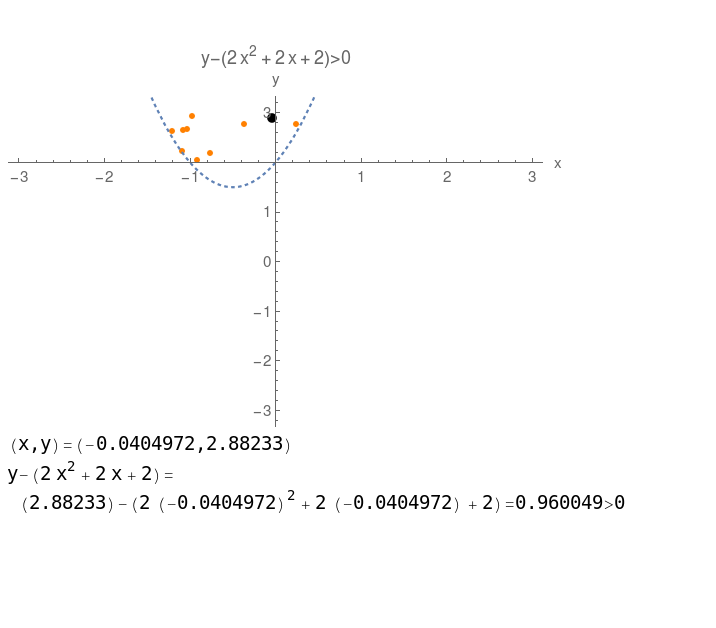 y−(2x²+2x+2)>0
y
3
−3 −2 −1 1 2 3 x
1
0
−1
−2
−3
(x,y)=(−0.0404972,2.88233)
y−(2x²+2x+2)=
(2.88233)−(2 (−0.0404972)²+2 (−0.0404972) +2)=0.960049>0